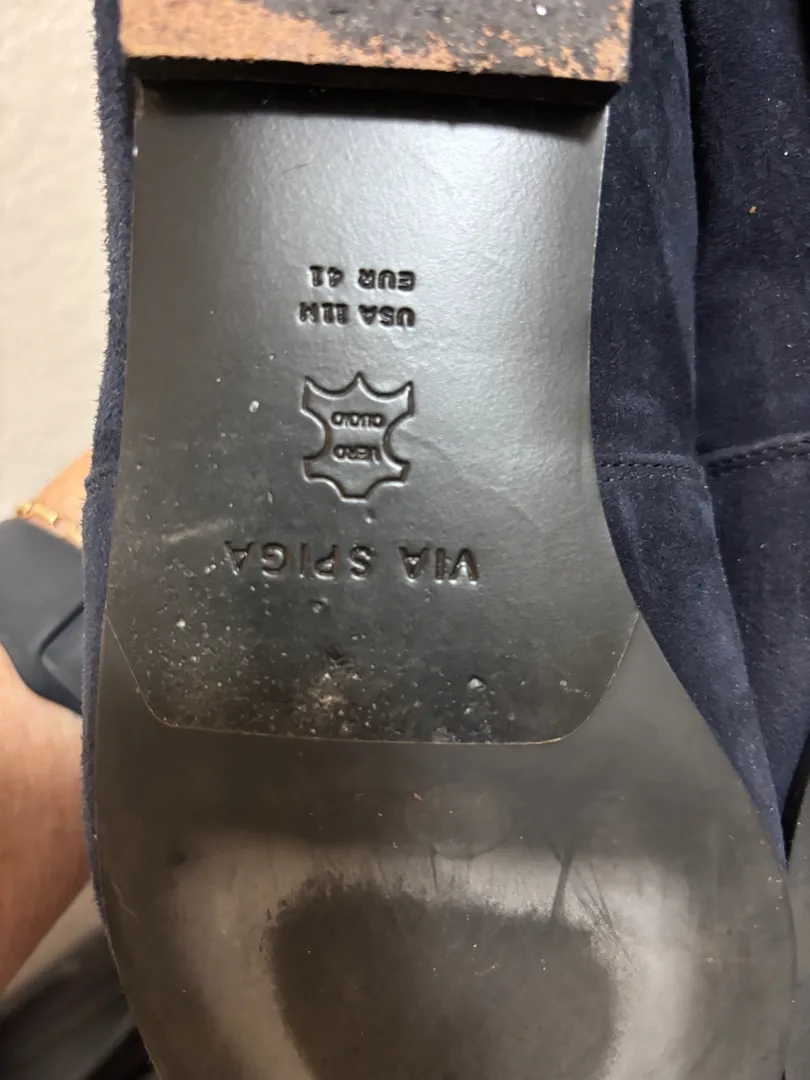 VIA SPIGA
VERO
CUOIO
USA 11M
EUR 41